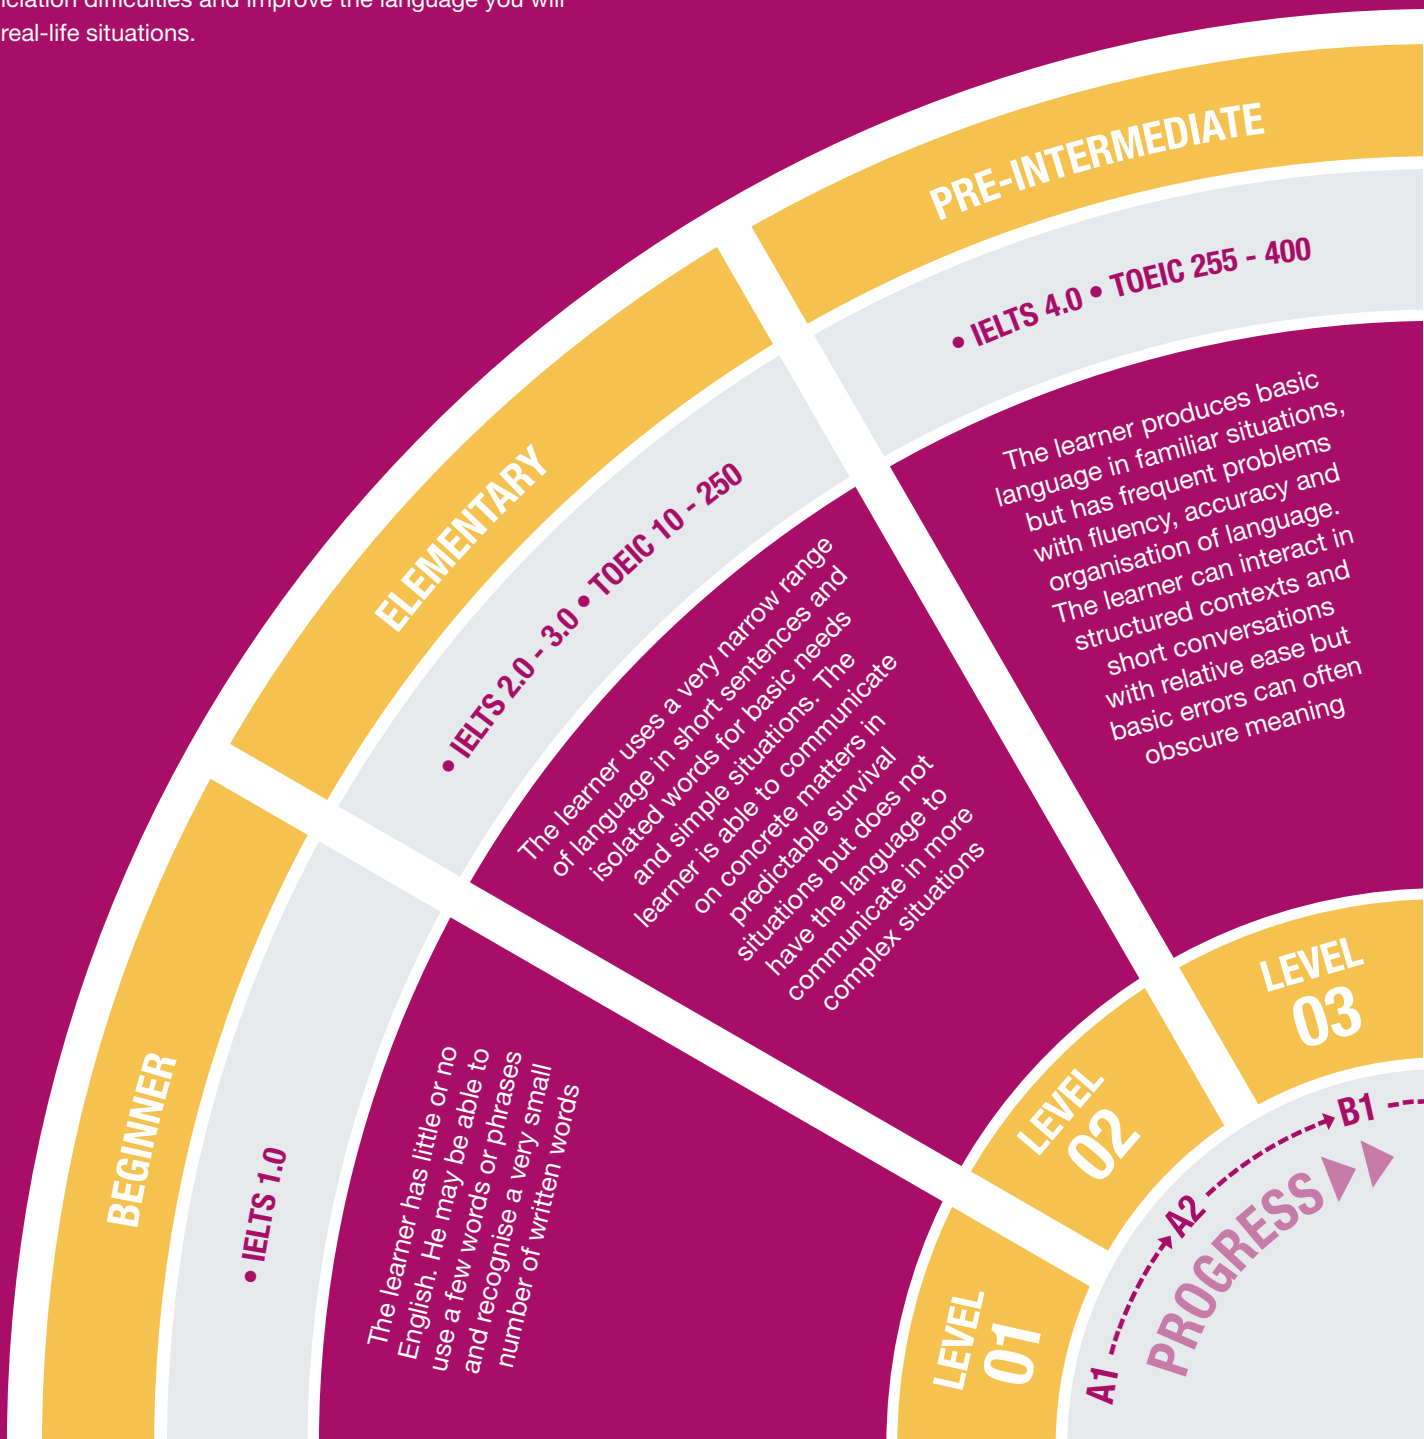 improve the language you will
real-life situations.
PRE-INTERMEDIATE
• IELTS 4.0 • TOEIC 255 - 400
The learner produces basic
language in familiar situations,
but has frequent problems
with fluency, accuracy and
organisation of language.
The learner can interact in
structured contexts and
short conversations
with relative ease but
basic errors can often
obscure meaning
LEVEL
03
ELEMENTARY
• IELTS 2.0 - 3.0 • TOEIC 10 - 250
The learner uses a very narrow range
of language in short sentences and
isolated words for basic needs
and simple situations. The
learner is able to communicate
on concrete matters in
predictable survival
situations but does not
have the language to
communicate in more
complex situations
LEVEL
02
BEGINNER
• IELTS 1.0
The learner has little or no
English. He may be able to
use a few words or phrases
and recognise a very small
number of written words
LEVEL
01
A1
A2
B1
PROGRESS